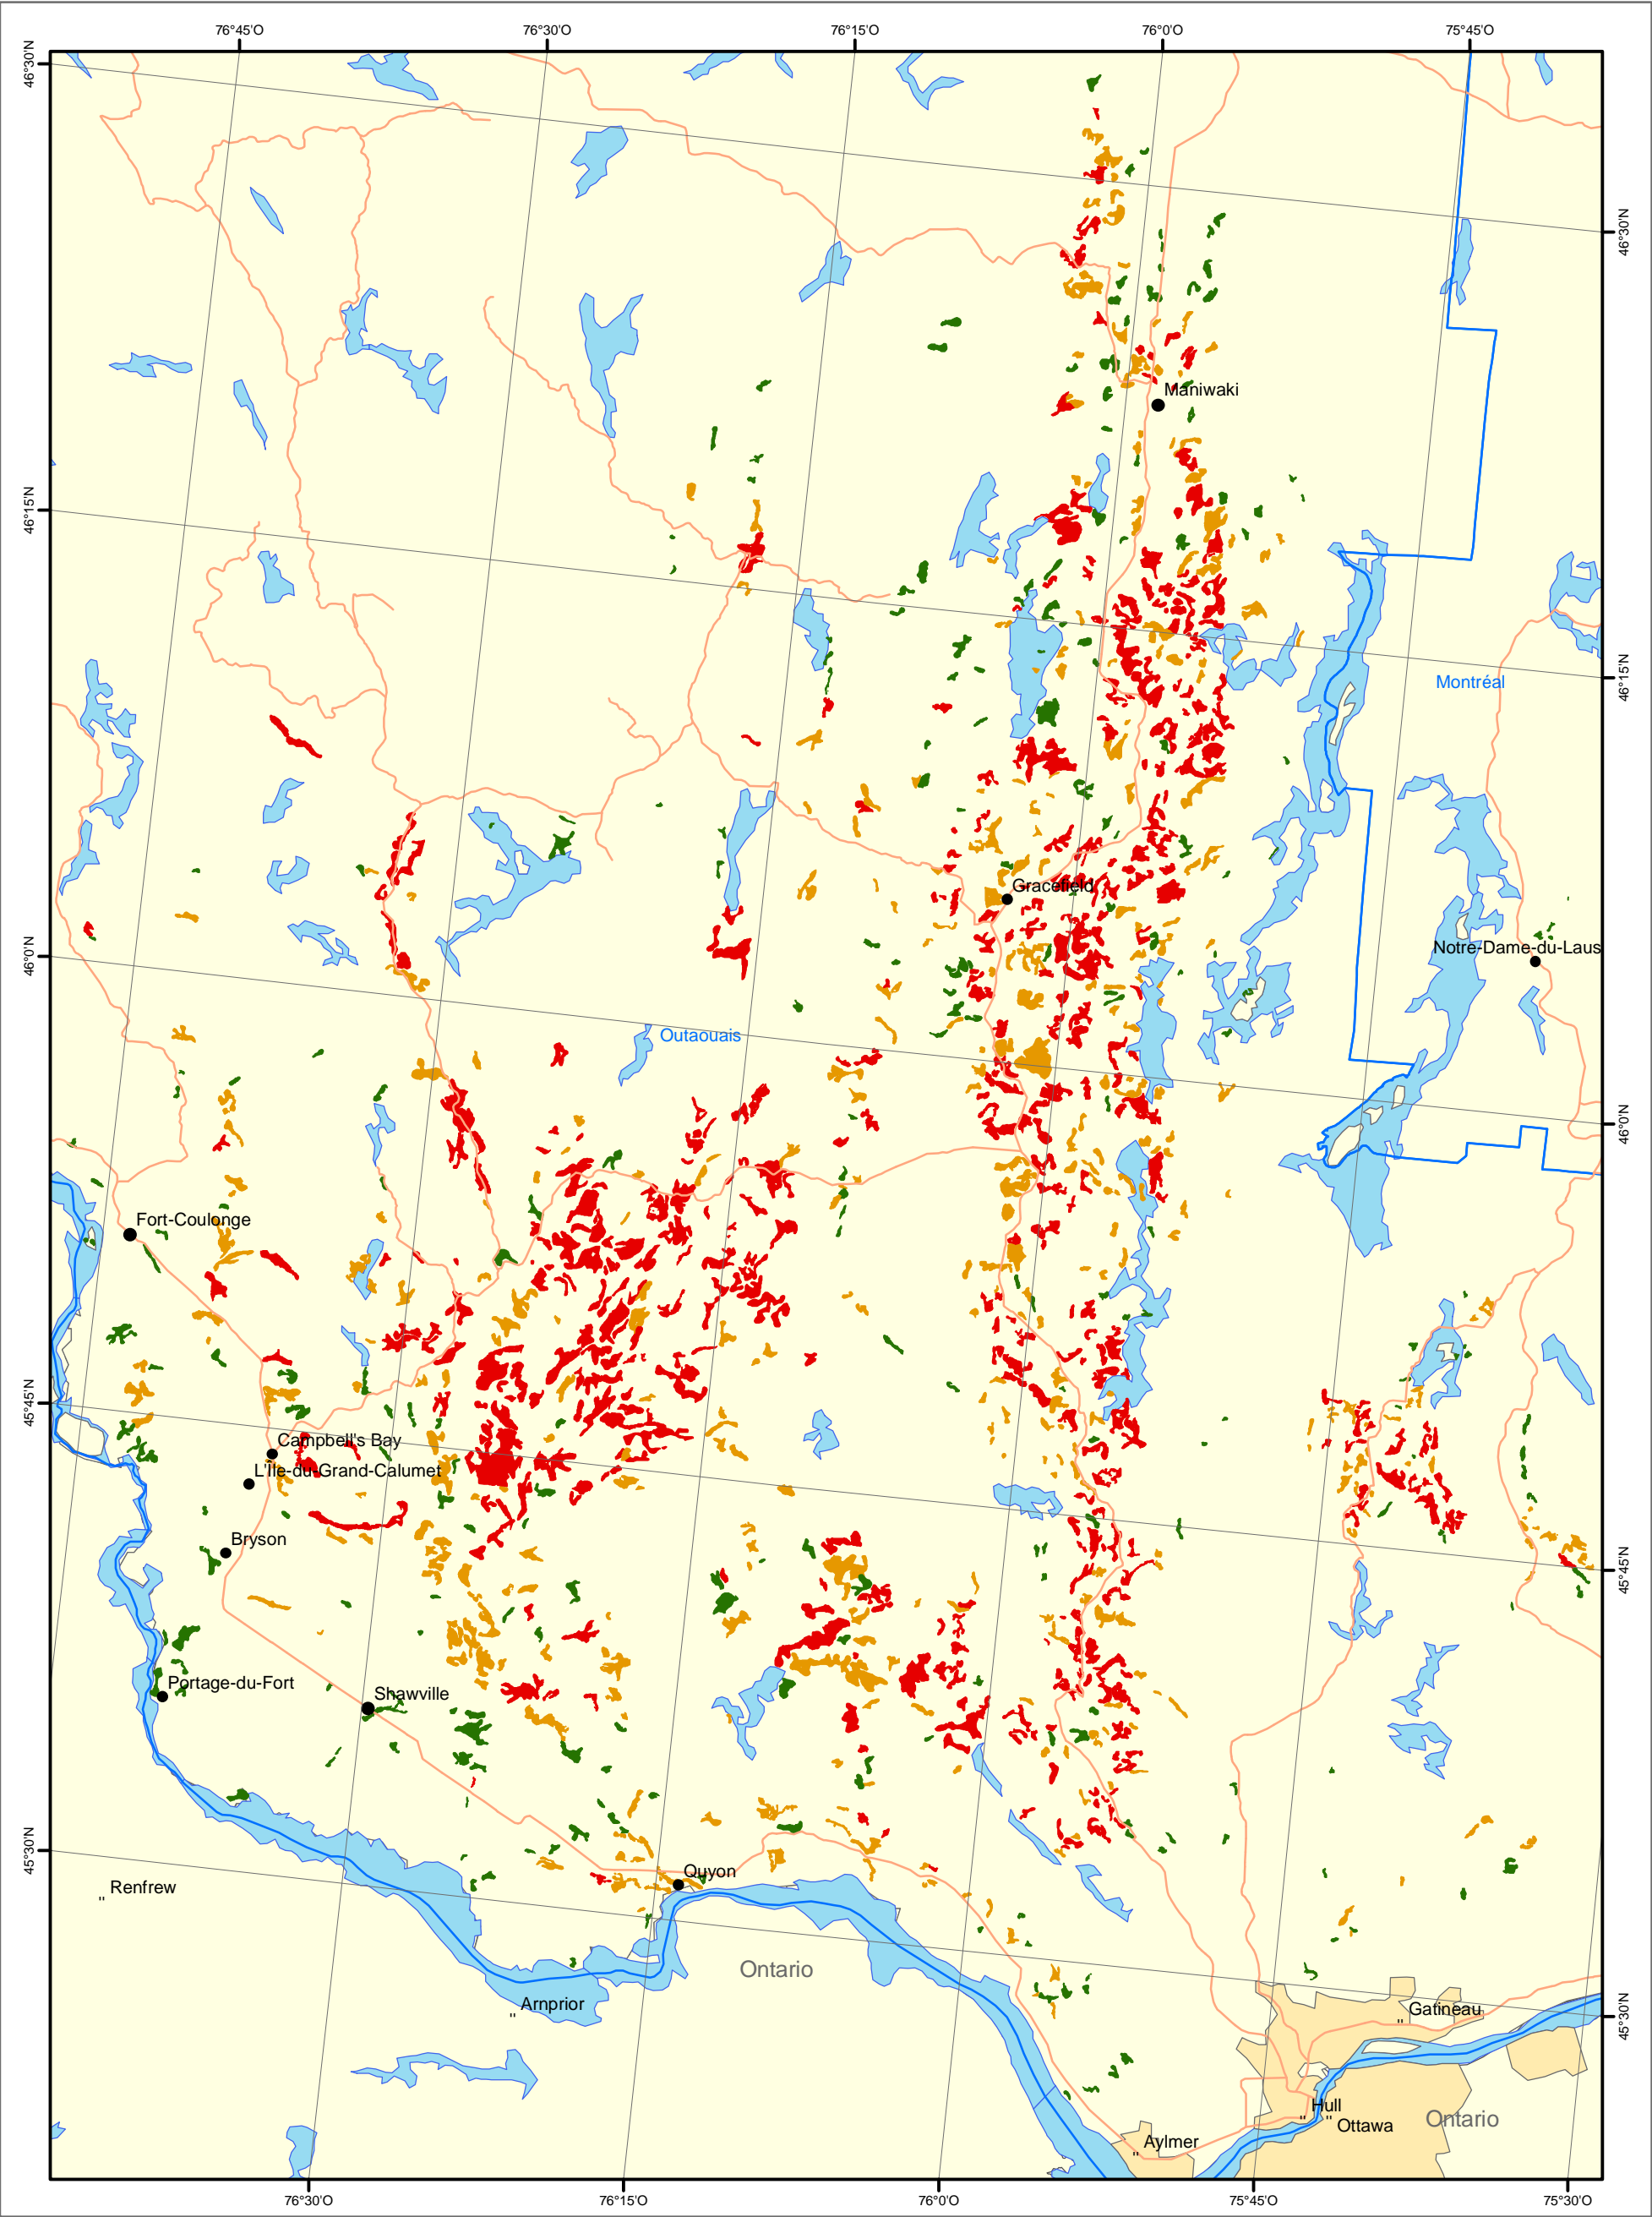 76°45'O
76°30'O
76°15'O
76°0'O
75°45'O
46°30'N
46°30'N
Maniwaki
46°15'N
46°15'N
Montréal
Gracefield
Notre-Dame-du-Laus
46°0'N
Outaouais
46°0'N
Fort-Coulonge
45°45'N
Campbell's Bay
L'Île-du-Grand-Calumet
Bryson
45°45'N
Portage-du-Fort
Shawville
45°30'N
Quyon
Renfrew
Ontario
Arnprior
Gatineau
45°30'N
Hull
Ontario
Ottawa
Aylmer
76°30'O
76°15'O
76°0'O
75°45'O
75°30'O